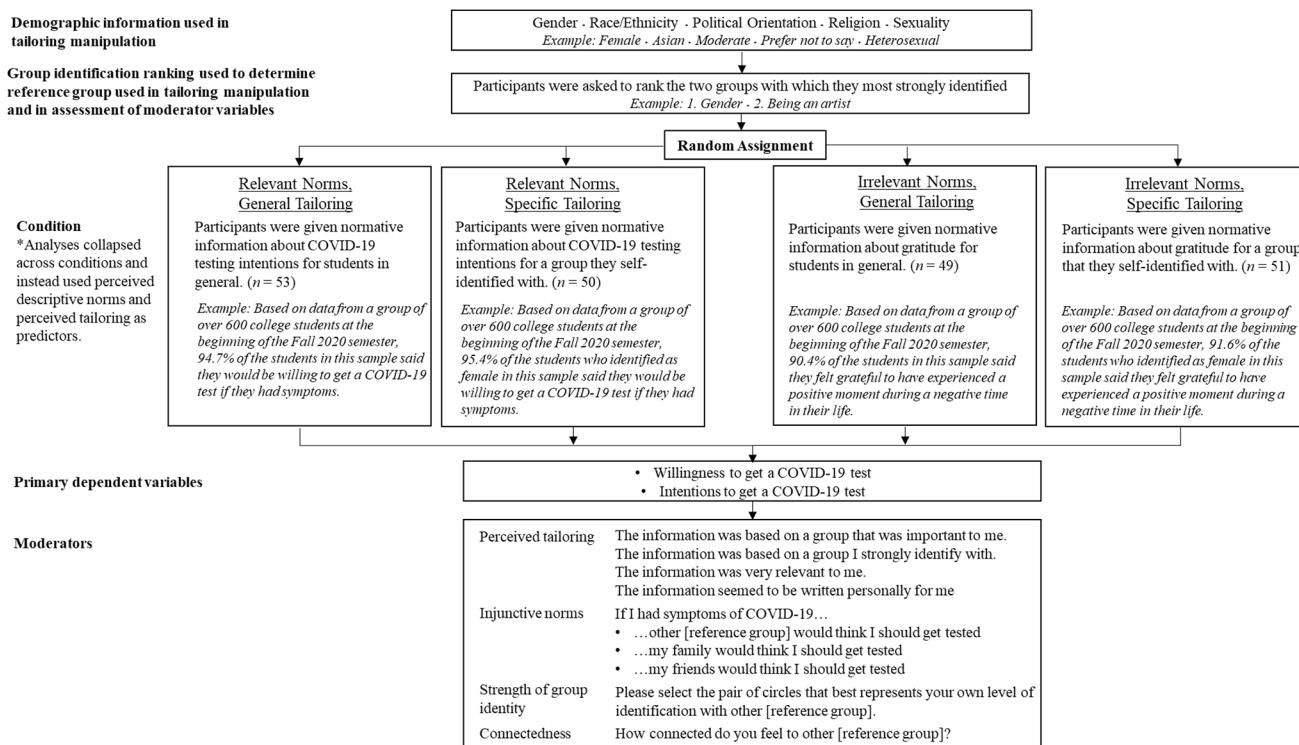 Demographic information used in
tailoring manipulation
Gender · Race/Ethnicity · Political Orientation · Religion · Sexuality
Example: Female · Asian · Moderate · Prefer not to say · Heterosexual
Group identification ranking used to determine
reference group used in tailoring manipulation
and in assessment of moderator variables
Participants were asked to rank the two groups with which they most strongly identified
Example: 1. Gender · 2. Being an artist
Random Assignment
Condition
*Analyses collapsed
across conditions and
instead used perceived
descriptive norms and
perceived tailoring as
predictors.
Relevant Norms,
General Tailoring
Participants were given normative
information about COVID-19
testing intentions for students in
general. (n = 53)
Example: Based on data from a group of
over 600 college students at the
beginning of the Fall 2020 semester,
94.7% of the students in this sample said
they would be willing to get a COVID-19
test if they had symptoms.
Relevant Norms,
Specific Tailoring
Participants were given normative
information about COVID-19 testing
intentions for a group they self-
identified with. (n = 50)
Example: Based on data from a group of
over 600 college students at the
beginning of the Fall 2020 semester,
95.4% of the students who identified as
female in this sample said they would be
willing to get a COVID-19 test if they had
symptoms.
Irrelevant Norms,
General Tailoring
Participants were given normative
information about gratitude for
students in general. (n = 49)
Example: Based on data from a group of
over 600 college students at the
beginning of the Fall 2020 semester,
90.4% of the students in this sample said
they felt grateful to have experienced a
positive moment during a negative time
in their life.
Irrelevant Norms,
Specific Tailoring
Participants were given normative
information about gratitude for a group
that they self-identified with. (n = 51)
Example: Based on data from a group of
over 600 college students at the beginning
of the Fall 2020 semester, 91.6% of the
students who identified as female in this
sample said they felt grateful to have
experienced a positive moment during a
negative time in their life.
Primary dependent variables
• Willingness to get a COVID-19 test
• Intentions to get a COVID-19 test
Moderators
Perceived tailoring
The information was based on a group that was important to me.
The information was based on a group I strongly identify with.
The information was very relevant to me.
The information seemed to be written personally for me
Injunctive norms
If I had symptoms of COVID-19…
• …other [reference group] would think I should get tested
• …my family would think I should get tested
• …my friends would think I should get tested
Strength of group
identity
Please select the pair of circles that best represents your own level of
identification with other [reference group].
Connectedness
How connected do you feel to other [reference group]?